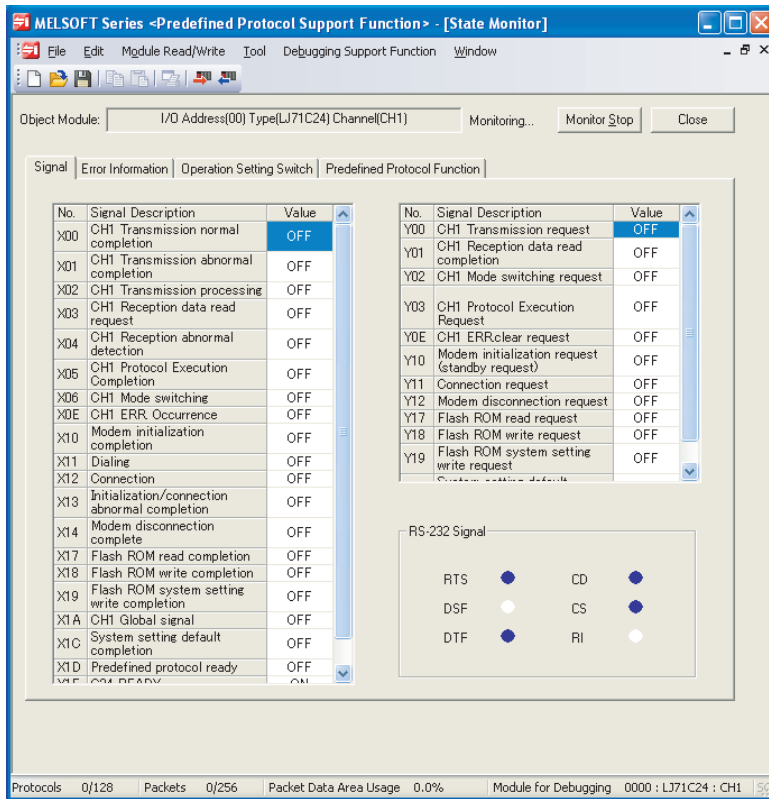 MELSOFT Series <Predefined Protocol Support Function> - [State Monitor]
File Edit Module Read/Write Tool Debugging Support Function Window
Object Module: I/O Address(00) Type(LJ71C24) Channel(CH1) Monitoring... Monitor Stop Close
Signal Error Information Operation Setting Switch Predefined Protocol Function
No. Signal Description Value
X00 CH1 Transmission normal completion OFF
X01 CH1 Transmission abnormal completion OFF
X02 CH1 Transmission processing OFF
X03 CH1 Reception data read request OFF
X04 CH1 Reception abnormal detection OFF
X05 CH1 Protocol Execution Completion OFF
X06 CH1 Mode switching OFF
X0E CH1 ERR. Occurrence OFF
X10 Modem initialization completion OFF
X11 Dialing OFF
X12 Connection OFF
X13 Initialization/connection abnormal completion OFF
X14 Modem disconnection complete OFF
X17 Flash ROM read completion OFF
X18 Flash ROM write completion OFF
X19 Flash ROM system setting write completion OFF
X1A CH1 Global signal OFF
X1C System setting default completion OFF
X1D Predefined protocol ready OFF
No. Signal Description Value
Y00 CH1 Transmission request OFF
Y01 CH1 Reception data read completion OFF
Y02 CH1 Mode switching request OFF
Y03 CH1 Protocol Execution Request OFF
Y0E CH1 ERR.clear request OFF
Y10 Modem initialization request (standby request) OFF
Y11 Connection request OFF
Y12 Modem disconnection request OFF
Y17 Flash ROM read request OFF
Y18 Flash ROM write request OFF
Y19 Flash ROM system setting write request OFF
RS-232 Signal
RTS CD
DSF CS
DTF RI
Protocols 0/128 Packets 0/256 Packet Data Area Usage 0.0% Module for Debugging 0000 : LJ71C24 : CH1